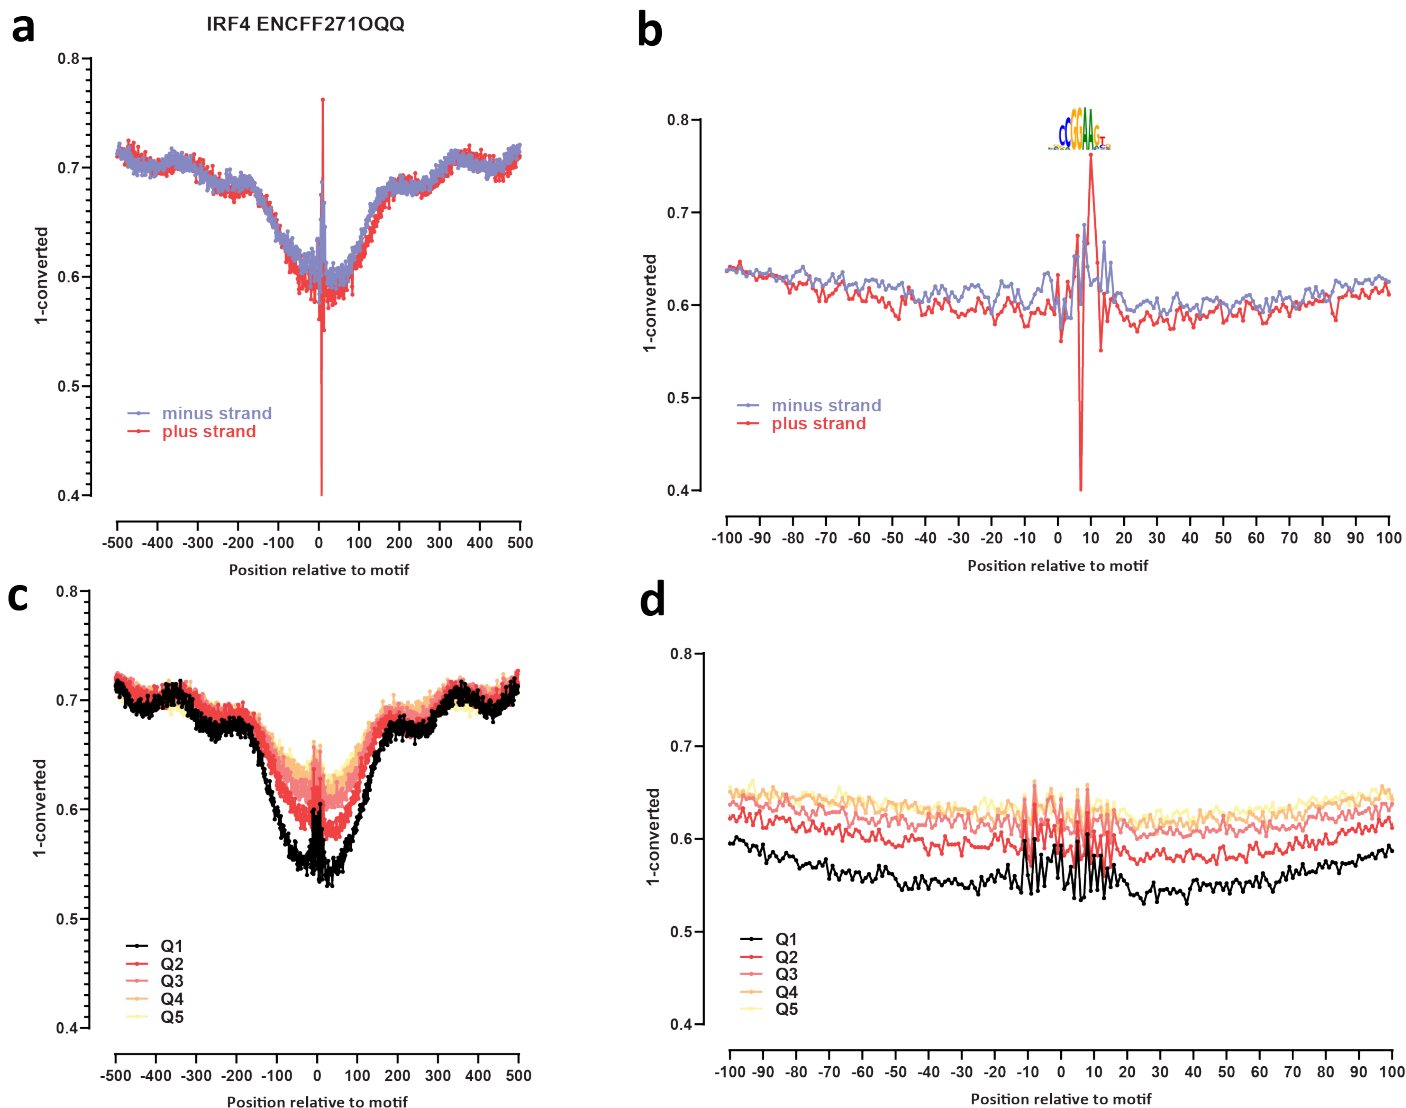 a
IRF4 ENCFF271OQQ
0.8
0.7
0.6
0.5
0.4
1-converted
minus strand
plus strand
-500 -400 -300 -200 -100 0 100 200 300 400 500
Position relative to motif
b
CCGGAAGT
0.8
0.7
0.6
0.5
0.4
1-converted
minus strand
plus strand
-100 -90 -80 -70 -60 -50 -40 -30 -20 -10 0 10 20 30 40 50 60 70 80 90 100
Position relative to motif
c
0.8
0.7
0.6
0.5
0.4
1-converted
Q1
Q2
Q3
Q4
Q5
-500 -400 -300 -200 -100 0 100 200 300 400 500
Position relative to motif
d
0.8
0.7
0.6
0.5
0.4
1-converted
Q1
Q2
Q3
Q4
Q5
-100 -90 -80 -70 -60 -50 -40 -30 -20 -10 0 10 20 30 40 50 60 70 80 90 100
Position relative to motif